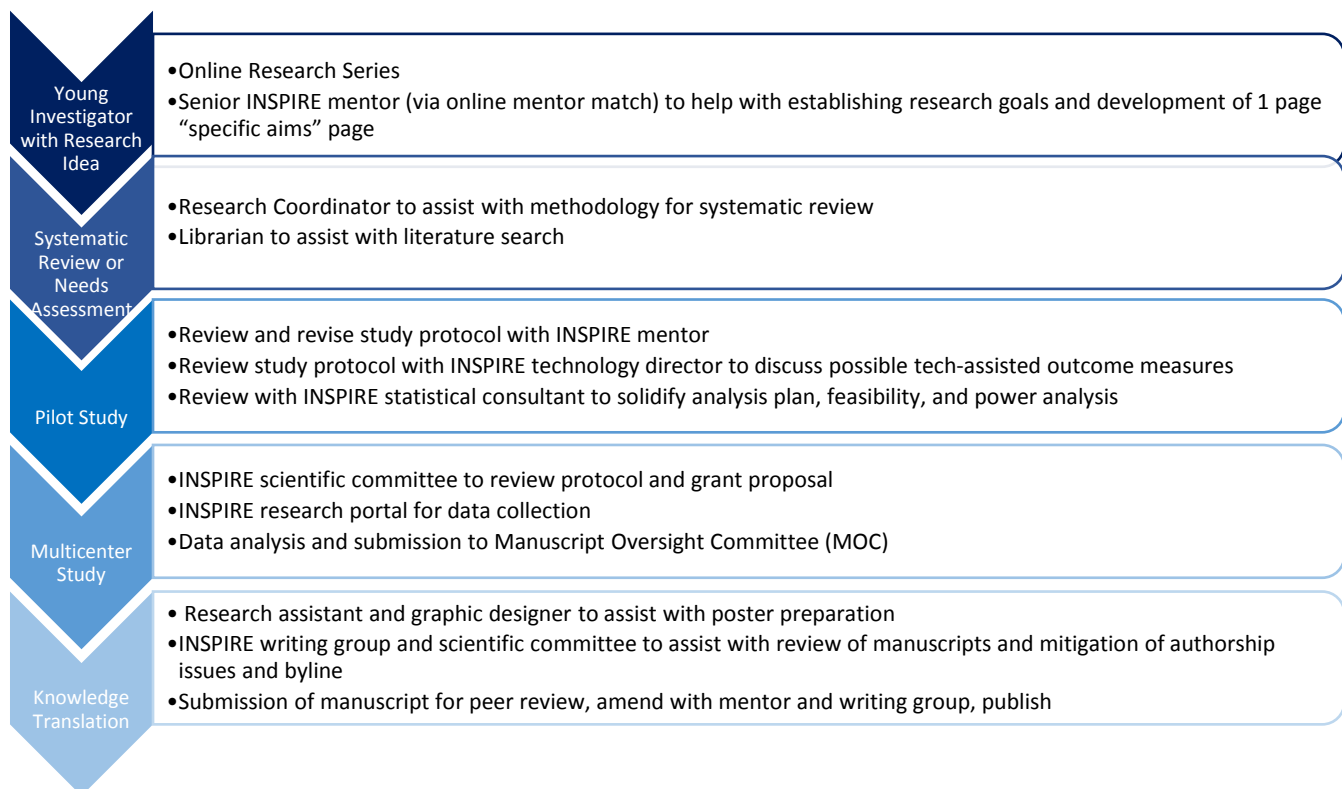 Young
Investigator
with Research
Idea
•Online Research Series
•Senior INSPIRE mentor (via online mentor match) to help with establishing research goals and development of 1 page
“specific aims” page
Systematic
Review or
Needs
Assessment
•Research Coordinator to assist with methodology for systematic review
•Librarian to assist with literature search
Pilot Study
•Review and revise study protocol with INSPIRE mentor
•Review study protocol with INSPIRE technology director to discuss possible tech-assisted outcome measures
•Review with INSPIRE statistical consultant to solidify analysis plan, feasibility, and power analysis
Multicenter
Study
•INSPIRE scientific committee to review protocol and grant proposal
•INSPIRE research portal for data collection
•Data analysis and submission to Manuscript Oversight Committee (MOC)
Knowledge
Translation
• Research assistant and graphic designer to assist with poster preparation
•INSPIRE writing group and scientific committee to assist with review of manuscripts and mitigation of authorship
issues and byline
•Submission of manuscript for peer review, amend with mentor and writing group, publish